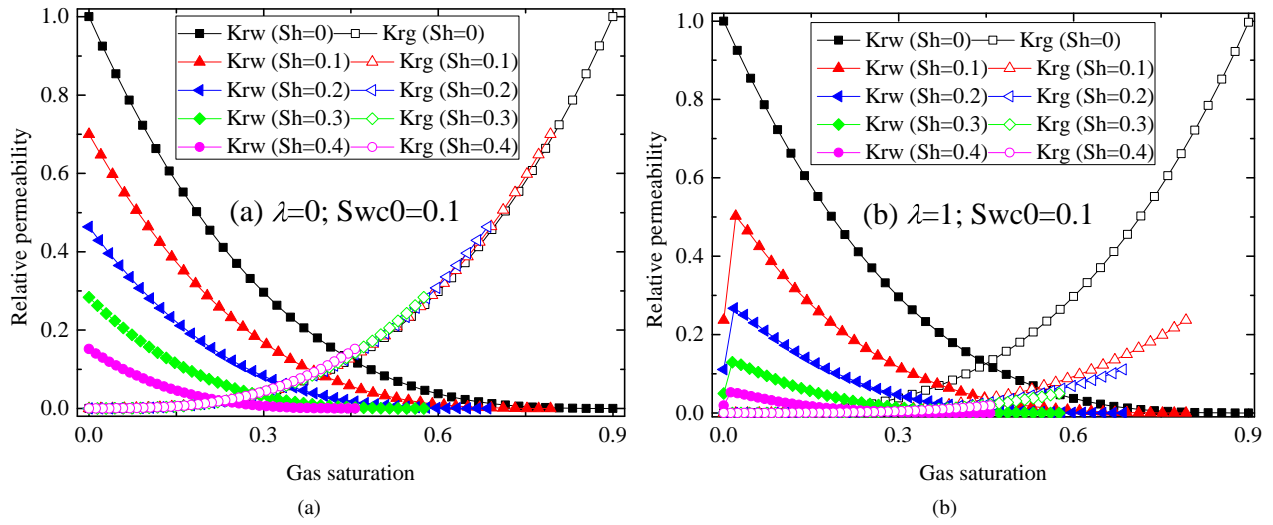 Krw (Sh=0) Krg (Sh=0)
Krw (Sh=0.1) Krg (Sh=0.1)
Krw (Sh=0.2) Krg (Sh=0.2)
Krw (Sh=0.3) Krg (Sh=0.3)
Krw (Sh=0.4) Krg (Sh=0.4)
(a) λ=0; Swc0=0.1
Relative permeability
1.0
0.8
0.6
0.4
0.2
0.0
0.0 0.3 0.6 0.9
Gas saturation
(a)
Krw (Sh=0) Krg (Sh=0)
Krw (Sh=0.1) Krg (Sh=0.1)
Krw (Sh=0.2) Krg (Sh=0.2)
Krw (Sh=0.3) Krg (Sh=0.3)
Krw (Sh=0.4) Krg (Sh=0.4)
(b) λ=1; Swc0=0.1
Relative permeability
1.0
0.8
0.6
0.4
0.2
0.0
0.0 0.3 0.6 0.9
Gas saturation
(b)